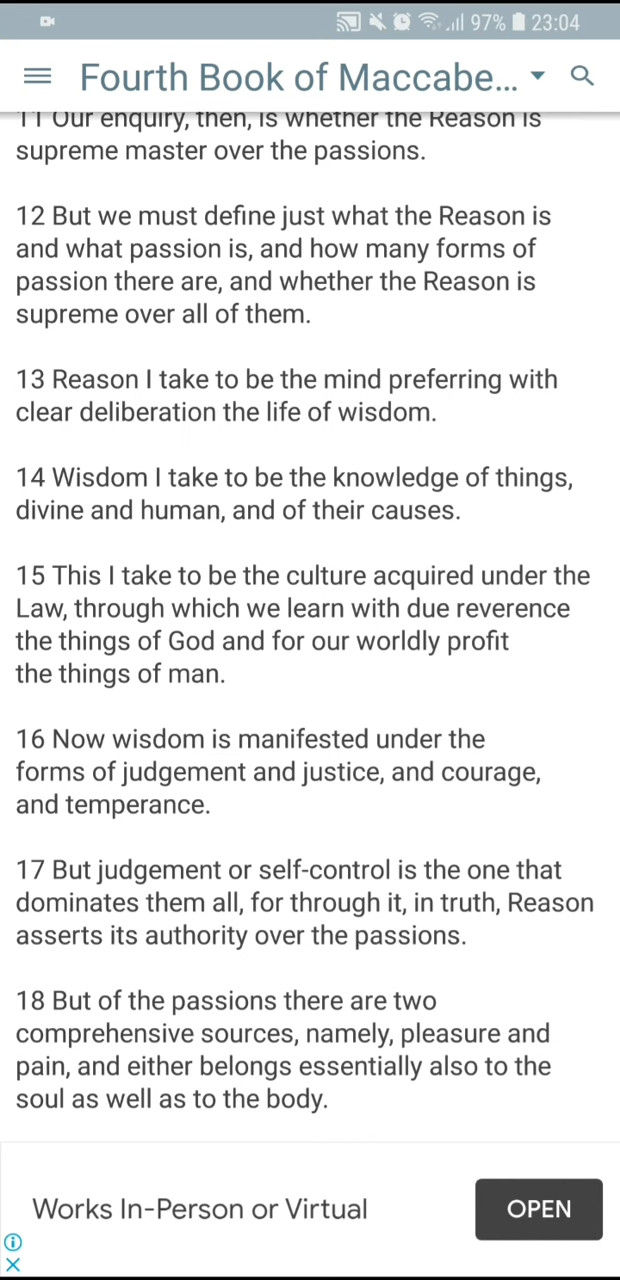 97% 23:04
Fourth Book of Maccabe...
11 Our enquiry, then, is whether the Reason is
supreme master over the passions.
12 But we must define just what the Reason is
and what passion is, and how many forms of
passion there are, and whether the Reason is
supreme over all of them.
13 Reason I take to be the mind preferring with
clear deliberation the life of wisdom.
14 Wisdom I take to be the knowledge of things,
divine and human, and of their causes.
15 This I take to be the culture acquired under the
Law, through which we learn with due reverence
the things of God and for our worldly profit
the things of man.
16 Now wisdom is manifested under the
forms of judgement and justice, and courage,
and temperance.
17 But judgement or self-control is the one that
dominates them all, for through it, in truth, Reason
asserts its authority over the passions.
18 But of the passions there are two
comprehensive sources, namely, pleasure and
pain, and either belongs essentially also to the
soul as well as to the body.
Works In-Person or Virtual
OPEN